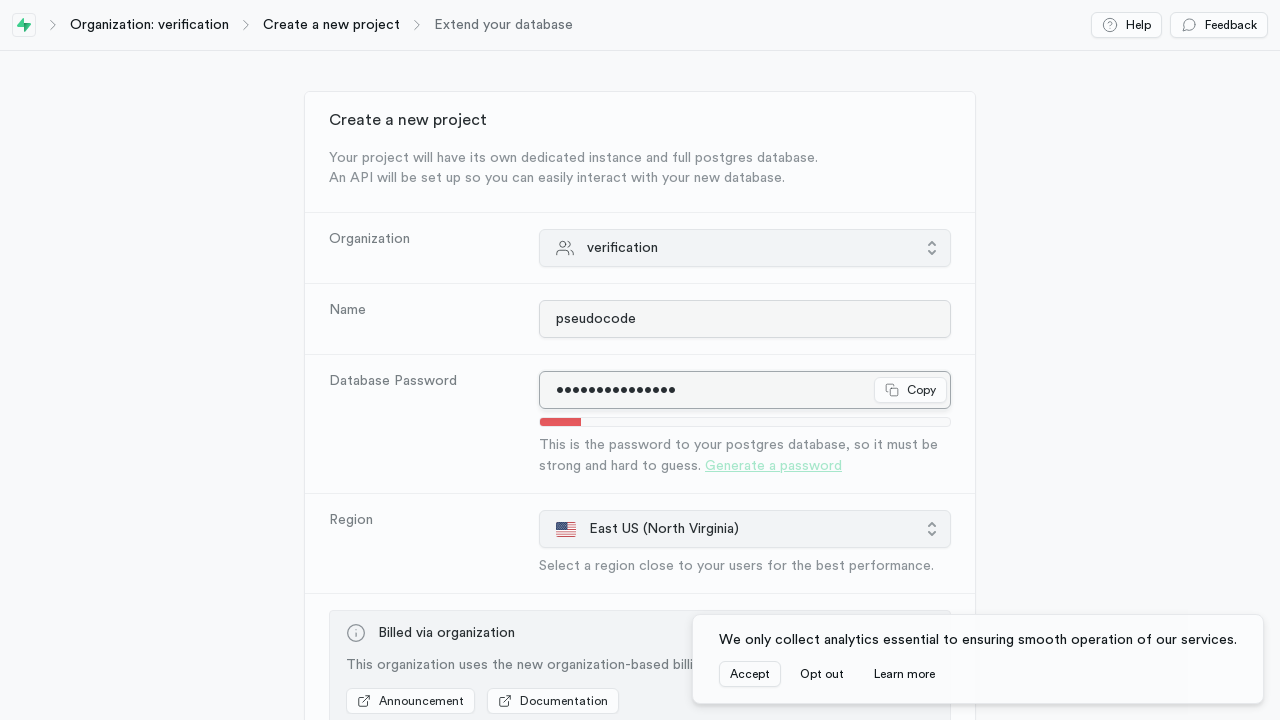 Organization: verification
Create a new project
Extend your database
Help
Feedback
Create a new project
Your project will have its own dedicated instance and full postgres database.
An API will be set up so you can easily interact with your new database.
Organization
verification
Name
pseudocode
Database Password
•••••••••••••••
Copy
This is the password to your postgres database, so it must be
strong and hard to guess. Generate a password
Region
East US (North Virginia)
Select a region close to your users for the best performance.
Billed via organization
This organization uses the new organization-based
Announcement
Documentation
We only collect analytics essential to ensuring smooth operation of our services.
Accept
Opt out
Learn more